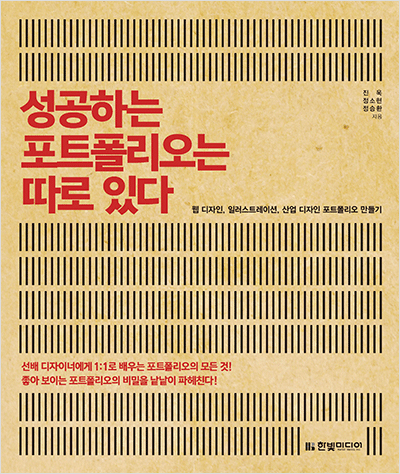 성공하는
포트폴리오는
따로 있다
진 욱
정소현
정승환
지음
웹 디자인, 일러스트레이션, 산업 디자인 포트폴리오 만들기
선배 디자이너에게 1:1로 배우는 포트폴리오의 모든 것!
좋아 보이는 포트폴리오의 비밀을 낱낱이 파헤친다!
한빛미디어